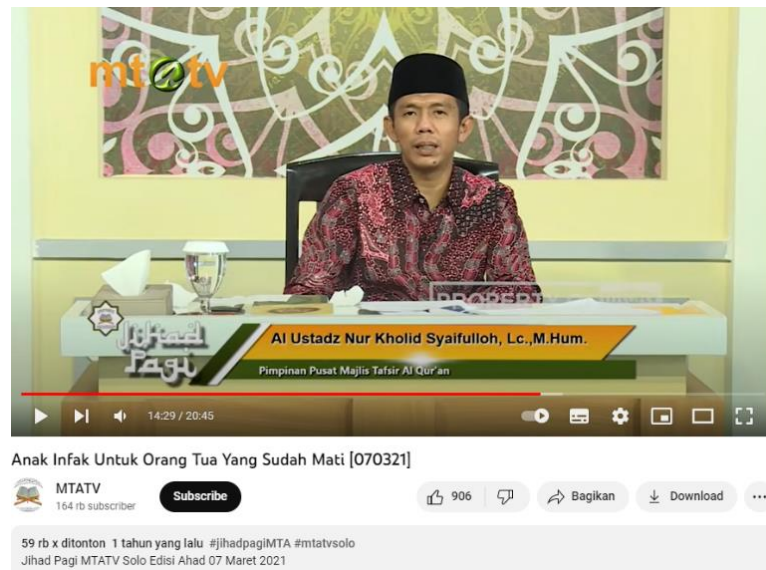 mtatv
PROPERTY
Jihad
Pagi
Al Ustadz Nur Kholid Syaifulloh, Lc.,M.Hum.
Pimpinan Pusat Majlis Tafsir Al Qur'an
14:29 / 20:45
Anak Infak Untuk Orang Tua Yang Sudah Mati [070321]
MTATV
164 rb subscriber
Subscribe
906
Bagikan
Download
59 rb x ditonton 1 tahun yang lalu #jihadpagiMTA #mtatvsolo
Jihad Pagi MTATV Solo Edisi Ahad 07 Maret 2021